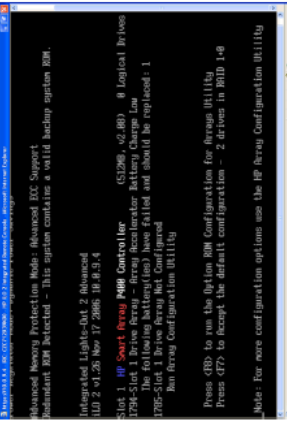 Advanced Memory Protection Mode: Advanced ECC Support
Redundant ROM Detected - This system contains a valid backup system ROM.
Integrated Lights-Out 2 Advanced
iLO 2 v1.26 Nov 17 2006 10.0.9.4
Slot 1 HP Smart Array P400 Controller (512MB, v2.08) 0 Logical Drives
1794-Slot 1 Drive Array - Array Accelerator Battery Charge Low
The following battery(ies) have failed and should be replaced: 1
1785-Slot 1 Drive Array Not Configured
Run Array Configuration Utility
Press <F8> to run the Option ROM Configuration for Arrays Utility
Press <F7> to Accept the default configuration - 2 drives in RAID 1+0
Note: For more configuration options use the HP Array Configuration Utility